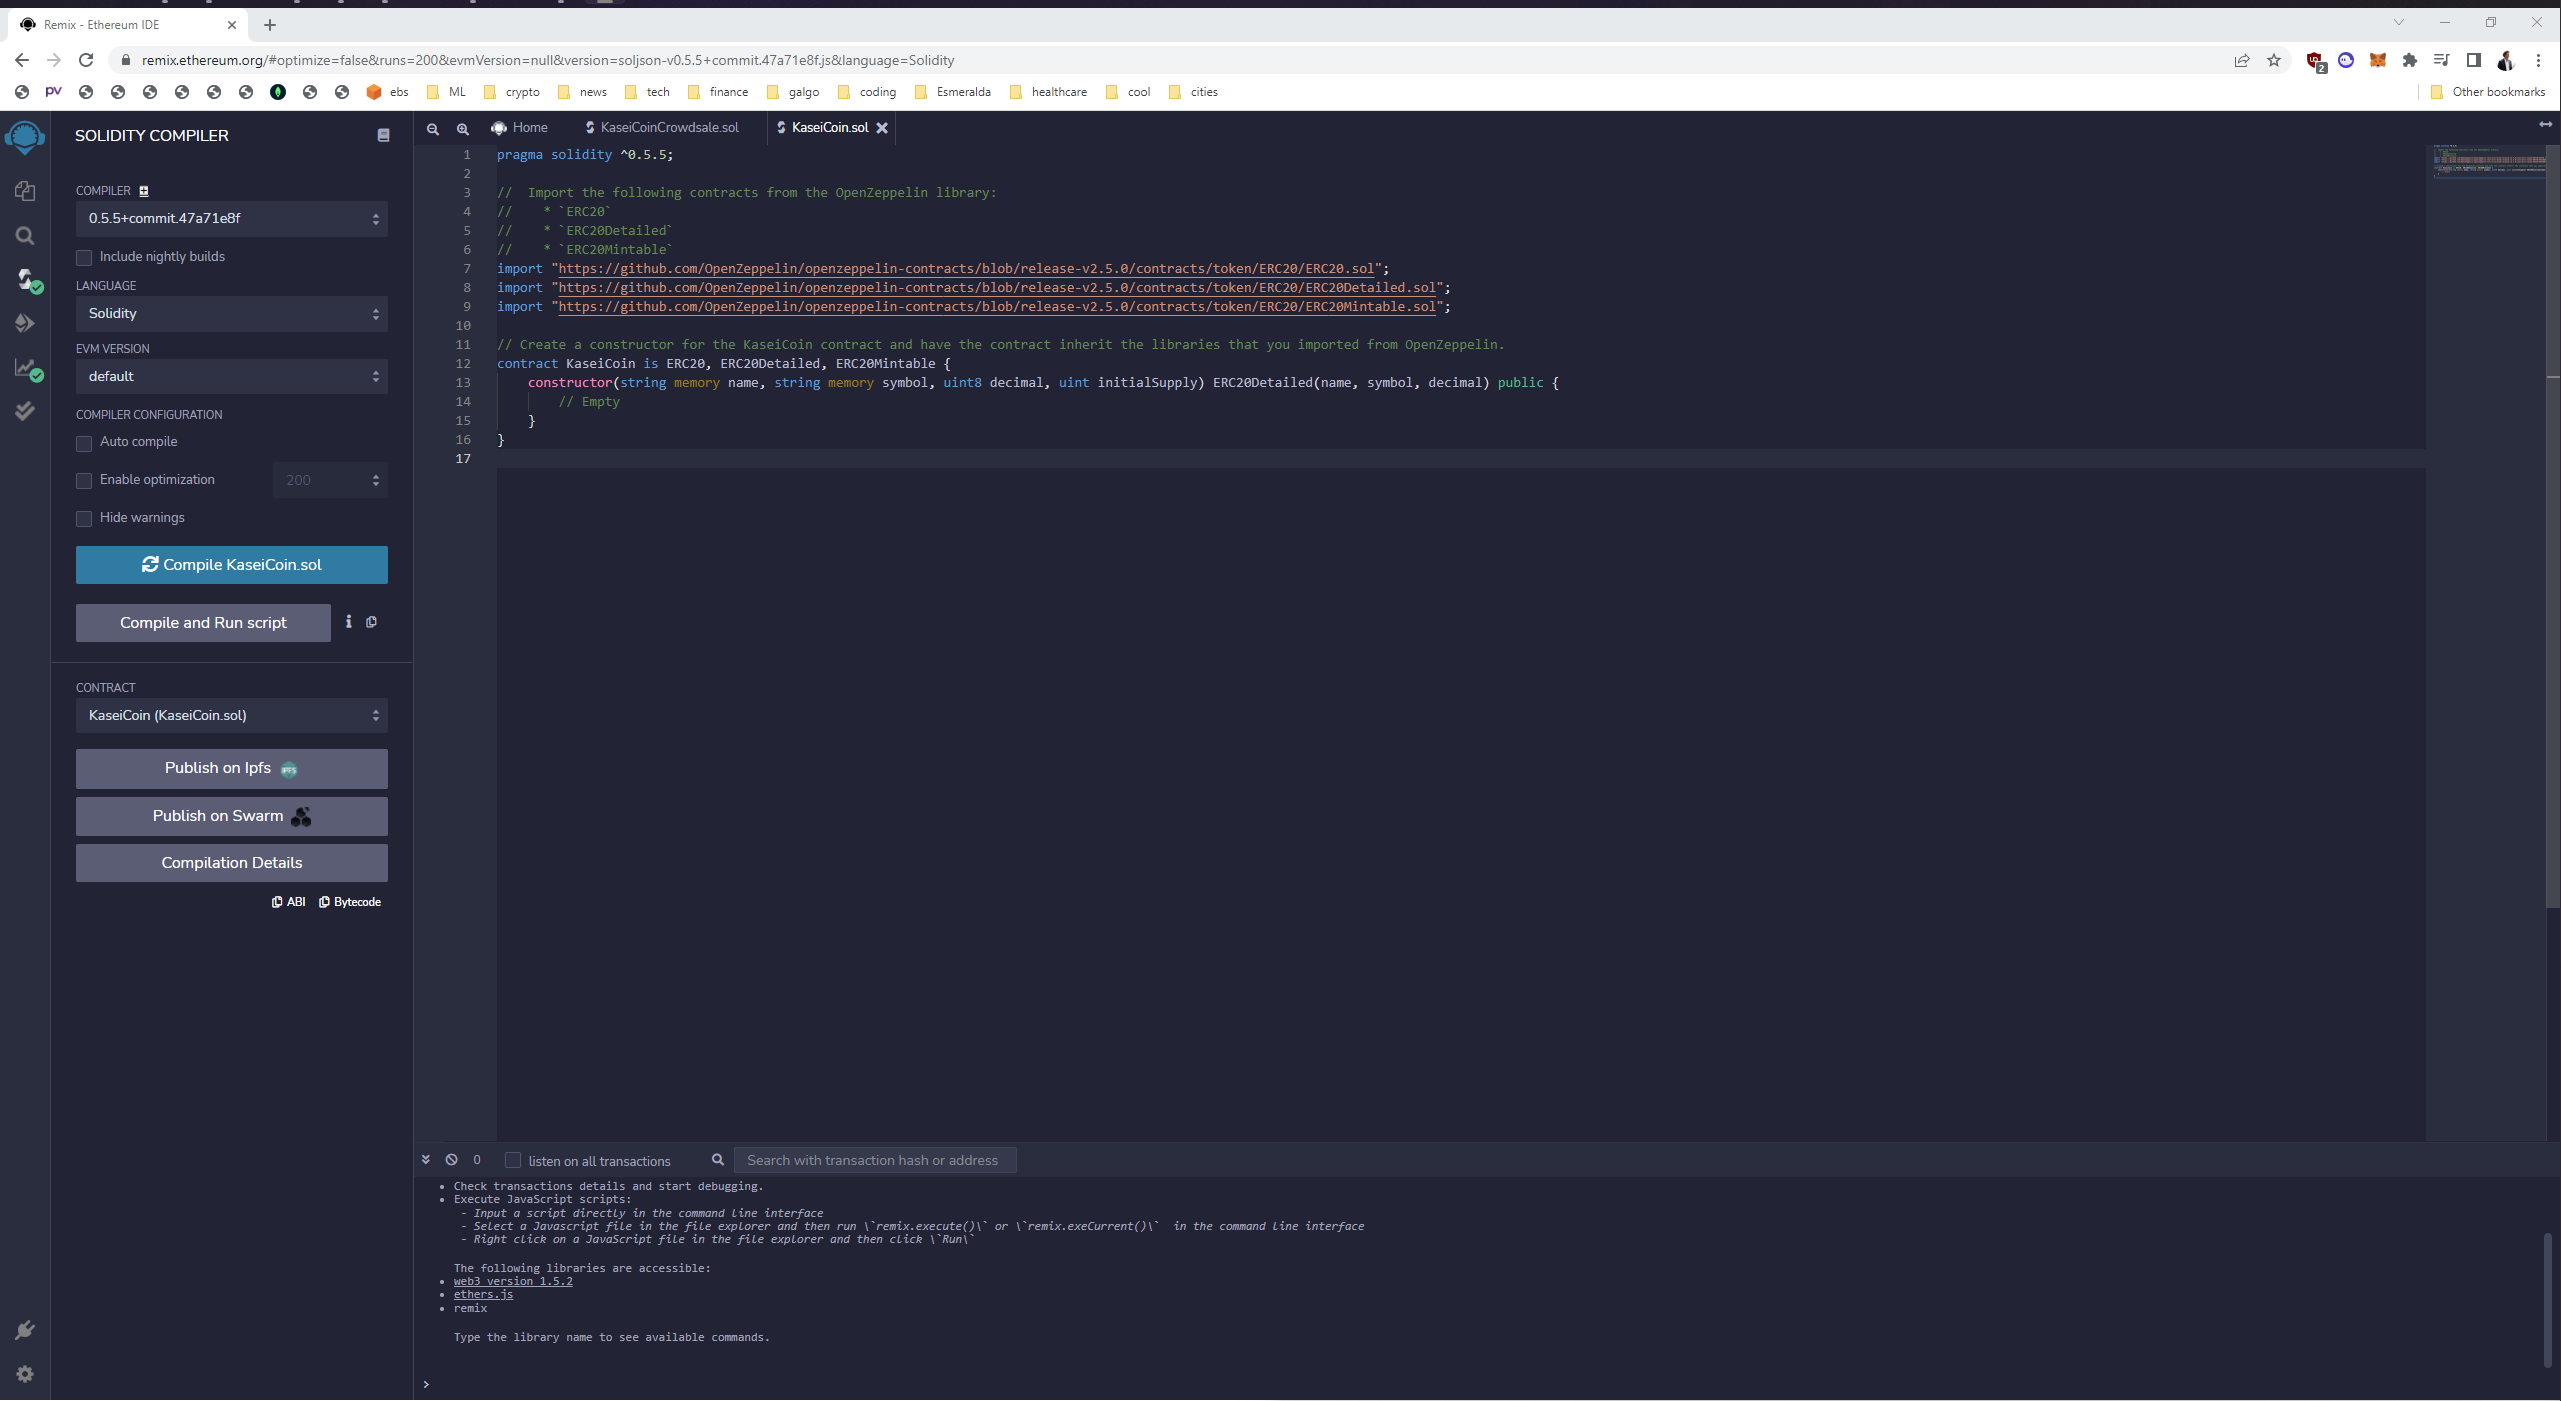 Remix - Ethereum IDE
remix.ethereum.org/#optimize=false&runs=200&evmVersion=null&version=soljson-v0.5.5+commit.47a71e8f.js&language=Solidity
2
PV
ebs
ML
crypto
news
tech
finance
galgo
coding
Esmeralda
healthcare
cool
cities
Other bookmarks
SOLIDITY COMPILER
COMPILER
0.5.5+commit.47a71e8f
Include nightly builds
LANGUAGE
Solidity
EVM VERSION
default
COMPILER CONFIGURATION
Auto compile
Enable optimization
200
Hide warnings
Compile KaseiCoin.sol
Compile and Run script
CONTRACT
KaseiCoin (KaseiCoin.sol)
Publish on Ipfs
IPFS
Publish on Swarm
Compilation Details
ABI
Bytecode
Home
KaseiCoinCrowdsale.sol
KaseiCoin.sol
1 pragma solidity ^0.5.5;
2
3 //  Import the following contracts from the OpenZeppelin library:
4 //    * `ERC20`
5 //    * `ERC20Detailed`
6 //    * `ERC20Mintable`
7 import "https://github.com/OpenZeppelin/openzeppelin-contracts/blob/release-v2.5.0/contracts/token/ERC20/ERC20.sol";
8 import "https://github.com/OpenZeppelin/openzeppelin-contracts/blob/release-v2.5.0/contracts/token/ERC20/ERC20Detailed.sol";
9 import "https://github.com/OpenZeppelin/openzeppelin-contracts/blob/release-v2.5.0/contracts/token/ERC20/ERC20Mintable.sol";
10
11 // Create a constructor for the KaseiCoin contract and have the contract inherit the libraries that you imported from OpenZeppelin.
12 contract KaseiCoin is ERC20, ERC20Detailed, ERC20Mintable {
13     constructor(string memory name, string memory symbol, uint8 decimal, uint initialSupply) ERC20Detailed(name, symbol, decimal) public {
14         // Empty
15     }
16 }
17
0
listen on all transactions
Search with transaction hash or address
• Check transactions details and start debugging.
• Execute JavaScript scripts:
- Input a script directly in the command line interface
- Select a Javascript file in the file explorer and then run \`remix.execute()\` or \`remix.exeCurrent()\`  in the command line interface
- Right click on a JavaScript file in the file explorer and then click \`Run\`
The following libraries are accessible:
• web3 version 1.5.2
• ethers.js
• remix
Type the library name to see available commands.
>